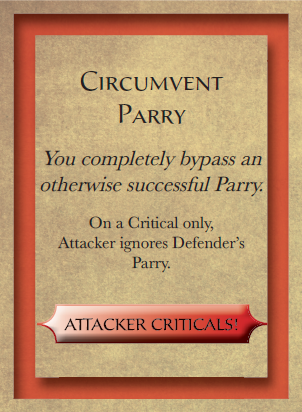 Circumvent
Parry
You completely bypass an
otherwise successful Parry.
On a Critical only,
Attacker ignores Defender's
Parry.
ATTACKER CRITICALS!